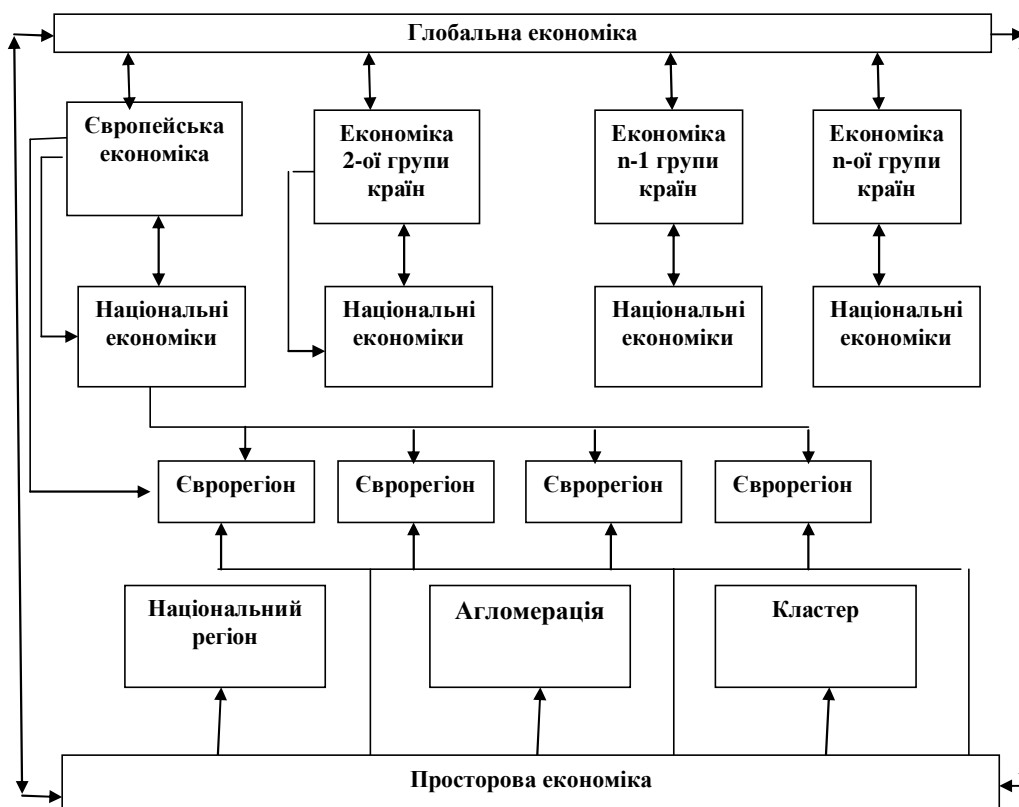 Глобальна економіка
Європейська
економіка
Економіка
2-ої групи
країн
Економіка
n-1 групи
країн
Економіка
n-ої групи
країн
Національні
економіки
Національні
економіки
Національні
економіки
Національні
економіки
Єврорегіон
Єврорегіон
Єврорегіон
Єврорегіон
Національний
регіон
Агломерація
Кластер
Просторова економіка